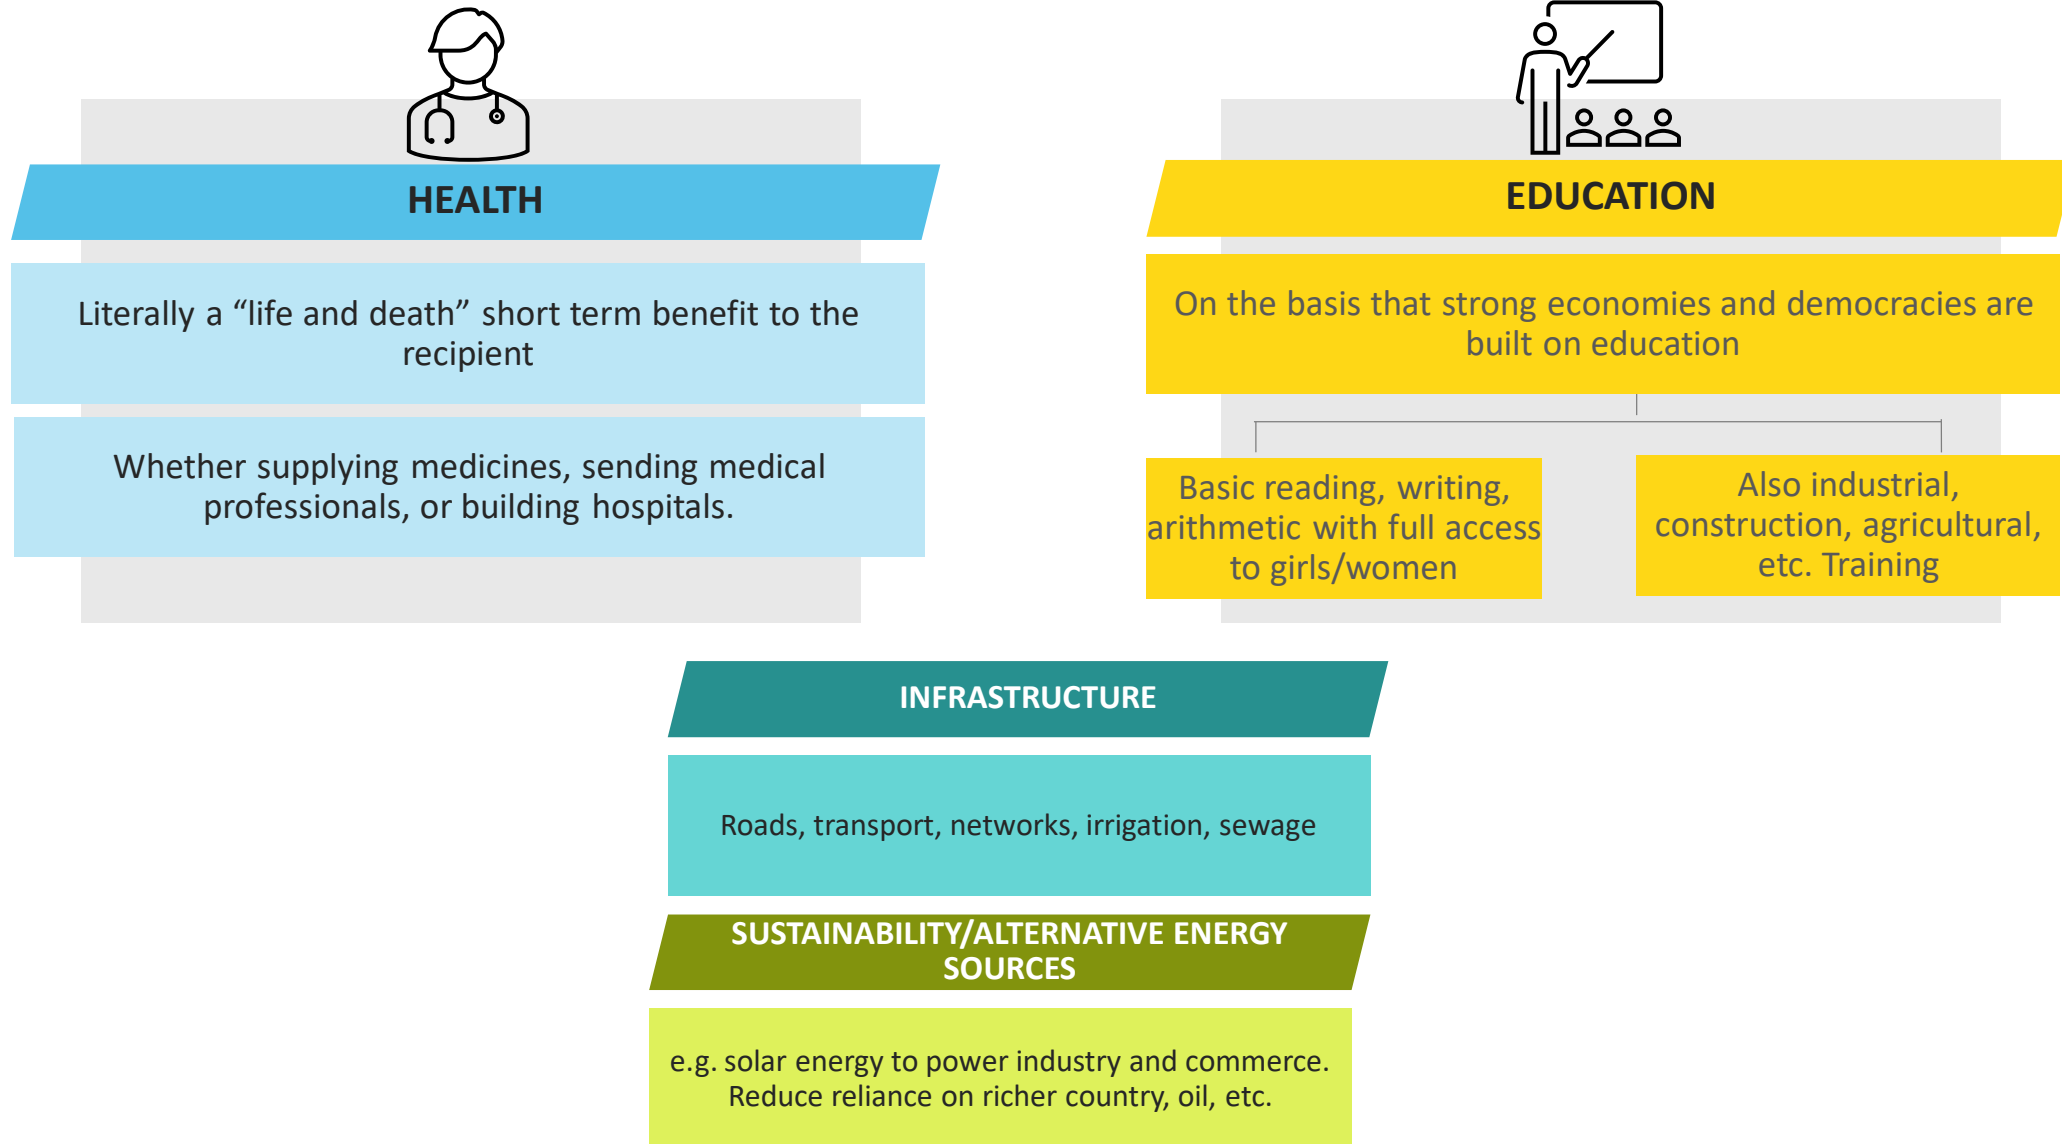 HEALTH
Literally a “life and death” short term benefit to the
recipient
Whether supplying medicines, sending medical
professionals, or building hospitals.
EDUCATION
On the basis that strong economies and democracies are
built on education
Basic reading, writing,
arithmetic with full access
to girls/women
Also industrial,
construction, agricultural,
etc. Training
INFRASTRUCTURE
Roads, transport, networks, irrigation, sewage
SUSTAINABILITY/ALTERNATIVE ENERGY
SOURCES
e.g. solar energy to power industry and commerce.
Reduce reliance on richer country, oil, etc.